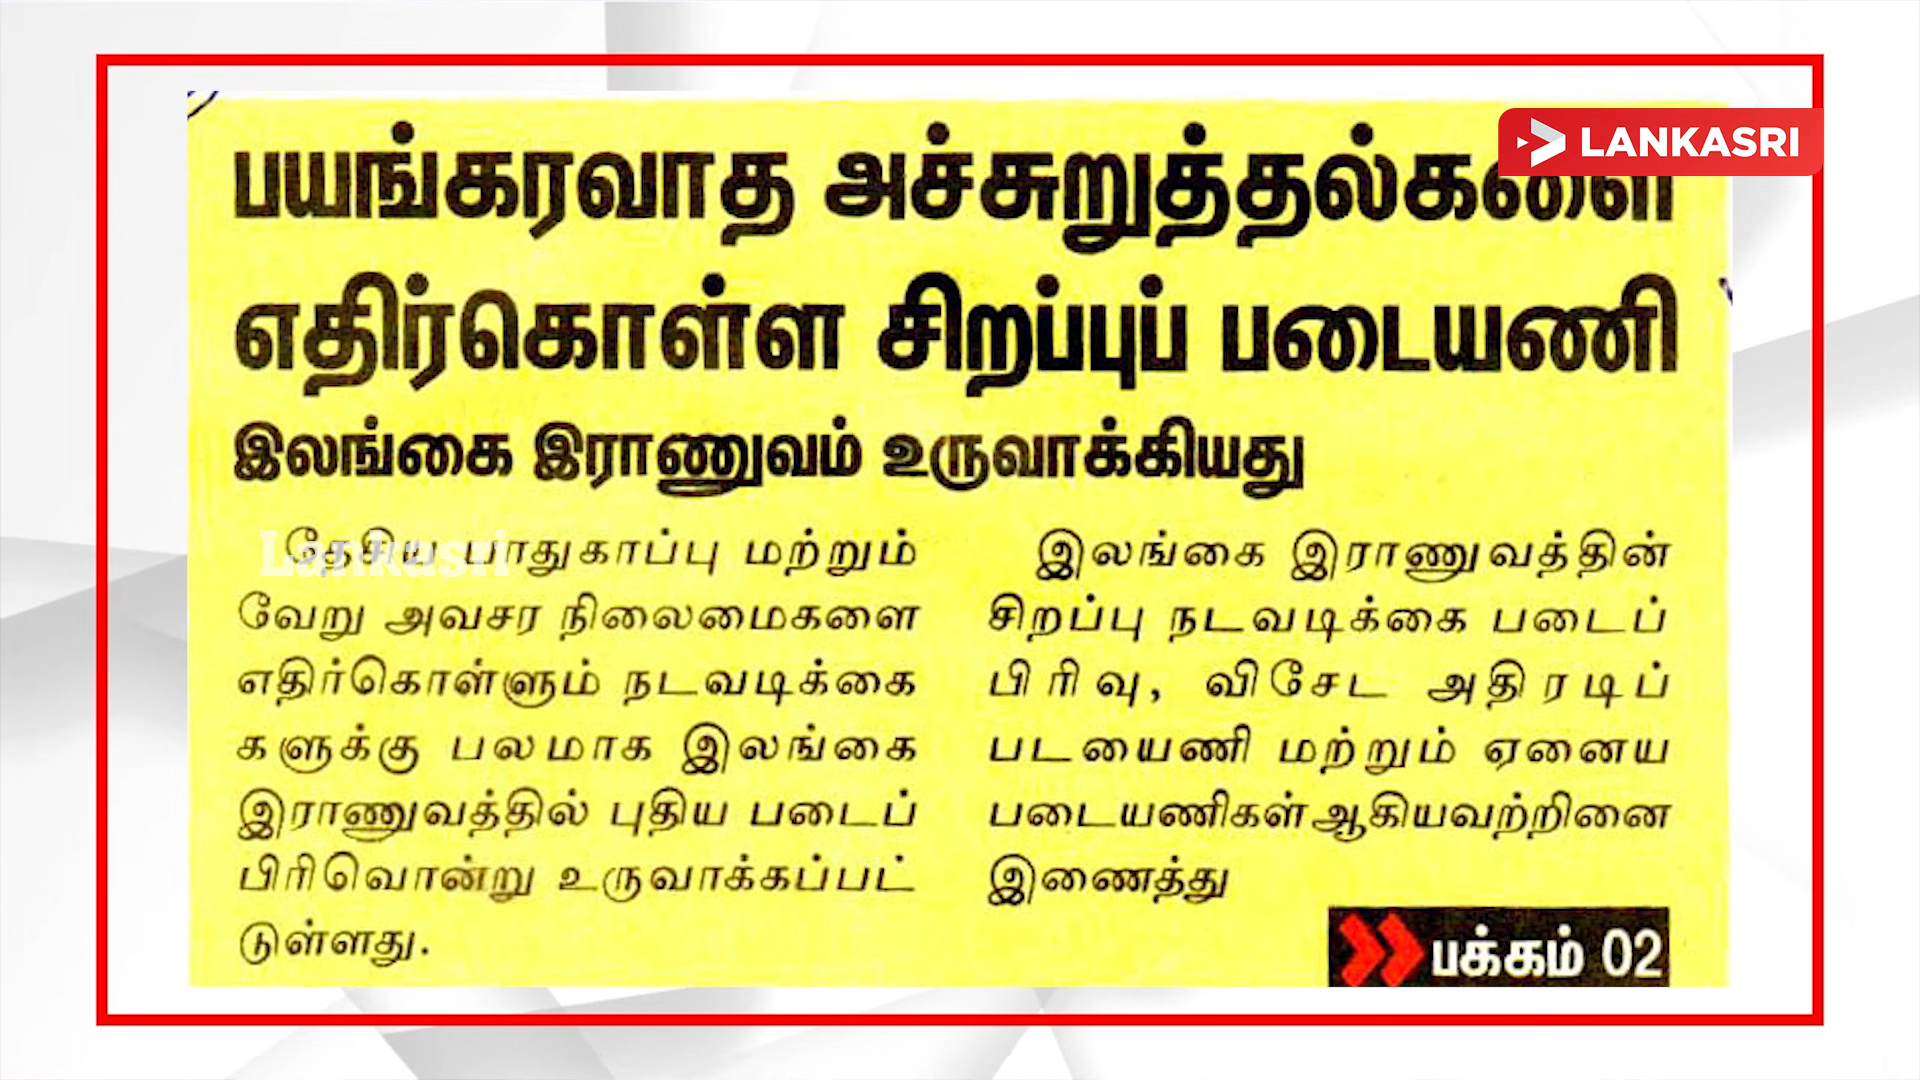 LANKASRI
பயங்கரவாத அச்சுறுத்தல்களை
எதிர்கொள்ள சிறப்புப் படையணி
இலங்கை இராணுவம் உருவாக்கியது
Lankasri
தேசிய பாதுகாப்பு மற்றும்
வேறு அவசர நிலைமைகளை
எதிர்கொள்ளும் நடவடிக்கை
களுக்கு பலமாக இலங்கை
இராணுவத்தில் புதிய படைப்
பிரிவொன்று உருவாக்கப்பட்
டுள்ளது.
இலங்கை இராணுவத்தின்
சிறப்பு நடவடிக்கை படைப்
பிரிவு, விசேட அதிரடிப்
படயைணி மற்றும் ஏனைய
படையணிகள் ஆகியவற்றினை
இணைத்து
பக்கம் 02